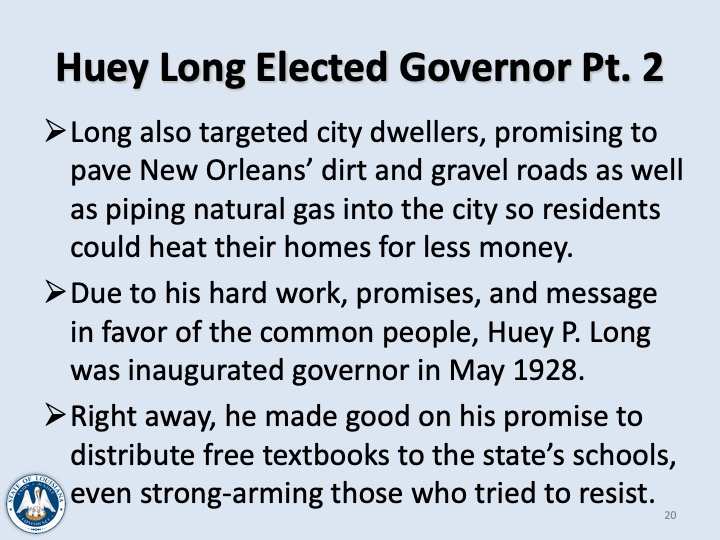 Huey Long Elected Governor Pt. 2
➢Long also targeted city dwellers, promising to
pave New Orleans’ dirt and gravel roads as well
as piping natural gas into the city so residents
could heat their homes for less money.
➢Due to his hard work, promises, and message
in favor of the common people, Huey P. Long
was inaugurated governor in May 1928.
➢Right away, he made good on his promise to
distribute free textbooks to the state’s schools,
even strong-arming those who tried to resist.
STATE OF LOUISIANA
CONFIDENCE
20